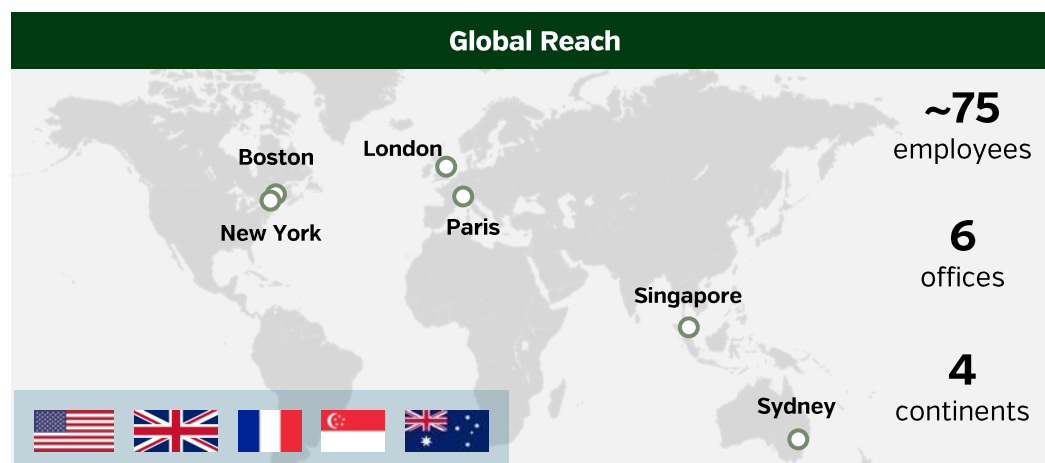 Global Reach
~75
employees
London
Boston
New York
Paris
6
offices
Singapore
4
continents
Sydney